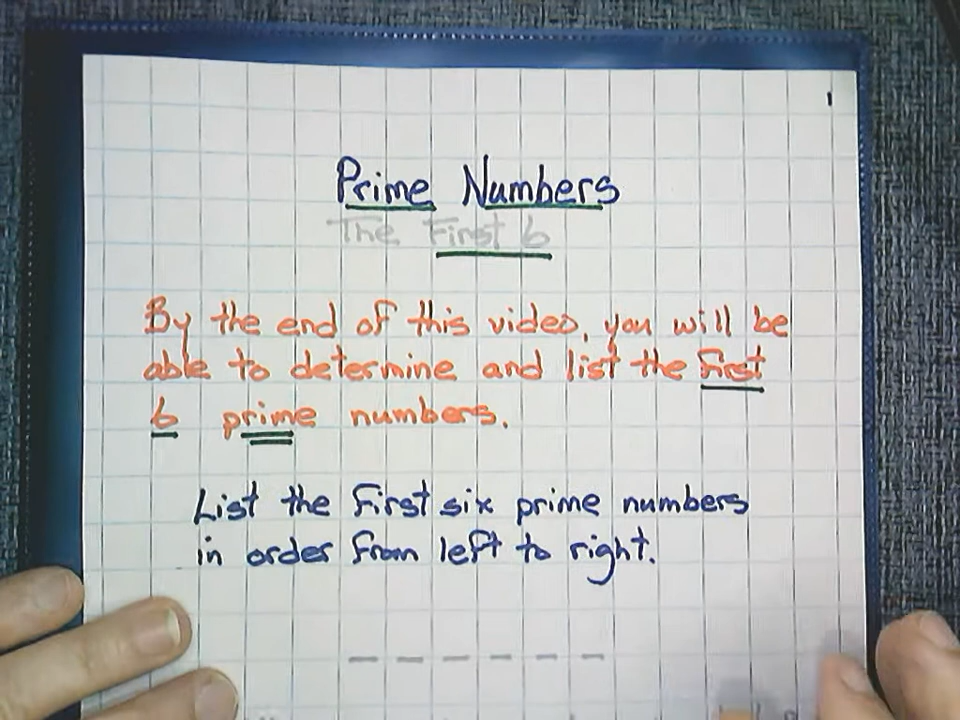 1
Prime Numbers
The First 6
By the end of this video, you will be
able to determine and list the First
6 prime numbers.
List the First six prime numbers
in order from left to right.